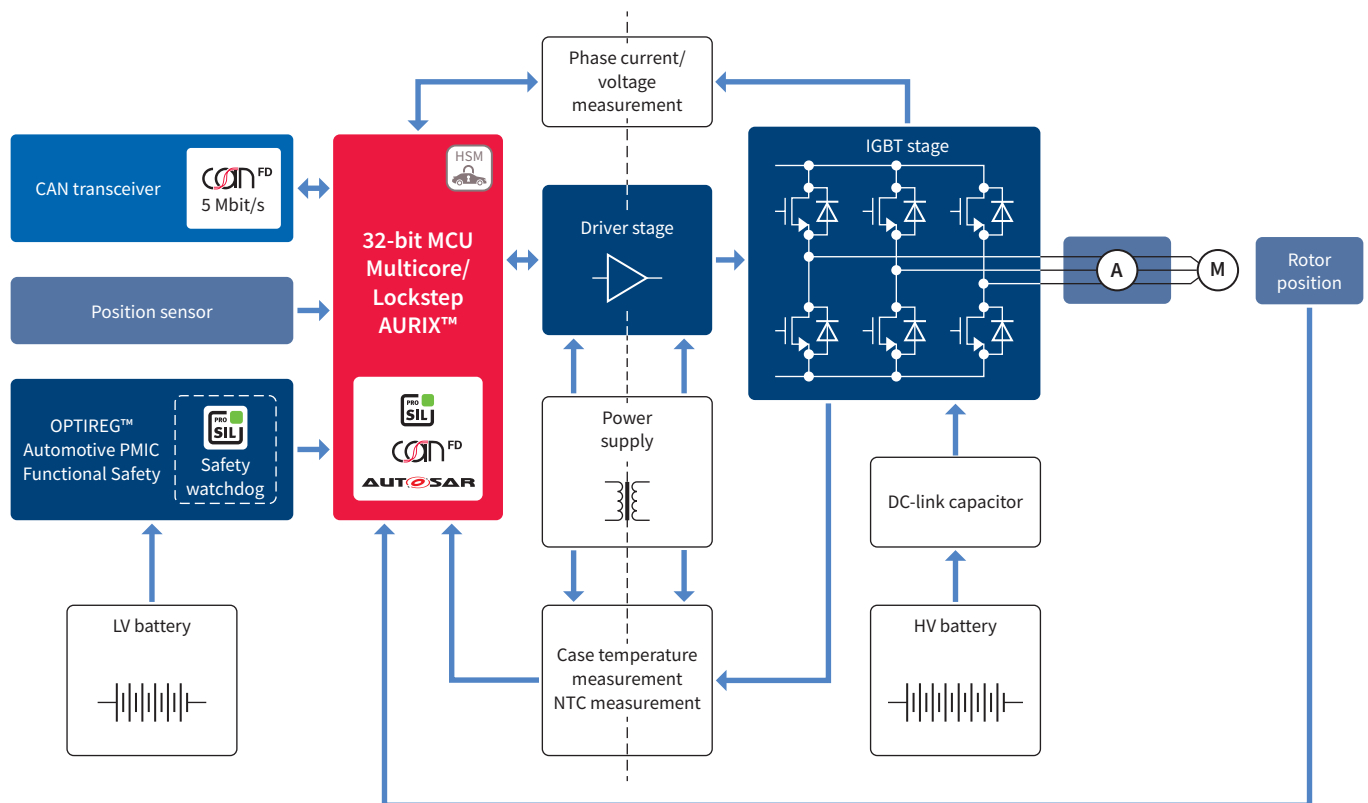 Phase current/
voltage
measurement
CAN transceiver
CAN FD
5 Mbit/s
HSM
32-bit MCU
Multicore/
Lockstep
AURIX™
PRO
SIL
CAN FD
AUTOSAR
Driver stage
IGBT stage
A
M
Rotor
position
Position sensor
OPTIREG™
Automotive PMIC
Functional Safety
PRO
SIL
Safety
watchdog
Power
supply
DC-link capacitor
LV battery
Case temperature
measurement
NTC measurement
HV battery